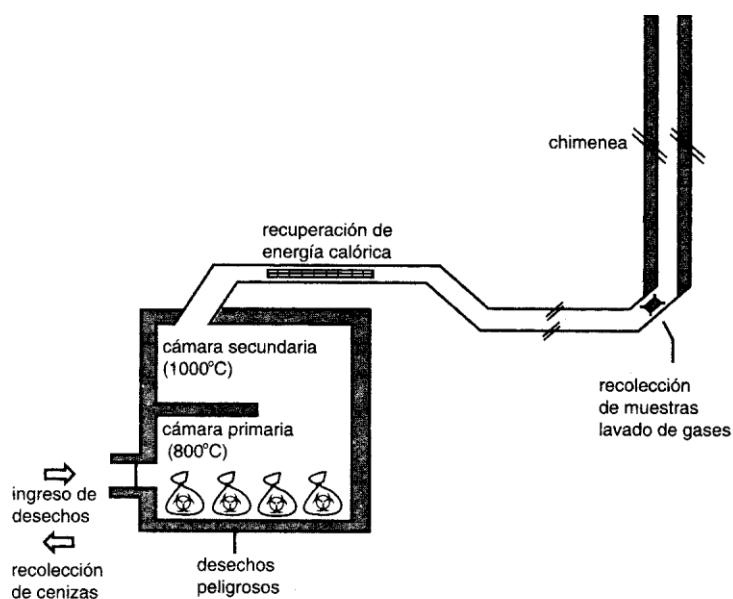 chimenea
recuperación de
energía calórica
cámara secundaria
(1000°C)
cámara primaria
(800°C)
recolección
de muestras
lavado de gases
ingreso de
desechos
recolección
de cenizas
desechos
peligrosos